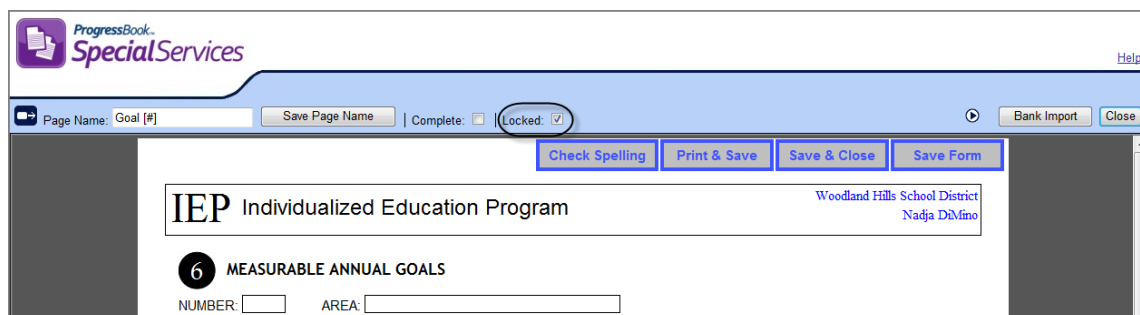 ProgressBook™
SpecialServices
Help
Page Name: Goal [#] Save Page Name | Complete: | Locked: Bank Import Close
Check Spelling Print & Save Save & Close Save Form
IEP Individualized Education Program
Woodland Hills School District
Nadja DiMino
6 MEASURABLE ANNUAL GOALS
NUMBER: AREA: